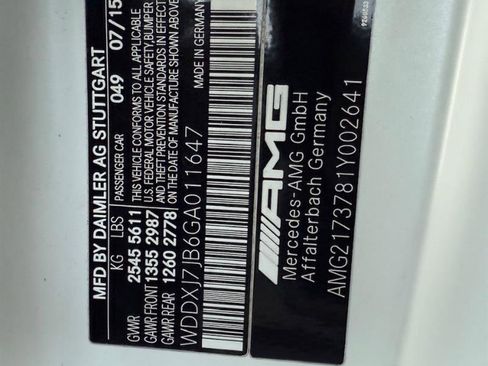 MFD BY DAIMLER AG STUTTGART
PASSENGER CAR 049 07/15
KG LBS
GVWR 2545 5611
GAWR FRONT 1355 2987
GAWR REAR 1260 2778
THIS VEHICLE CONFORMS TO ALL APPLICABLE
U.S. FEDERAL MOTOR VEHICLE SAFETY, BUMPER
AND THEFT PREVENTION STANDARDS IN EFFECT
ON THE DATE OF MANUFACTURE SHOWN ABOVE
WDDXJ7JB6GA011647
MADE IN GERMANY
AMG
Mercedes-AMG GmbH
Affalterbach Germany
AMG2173781Y002641